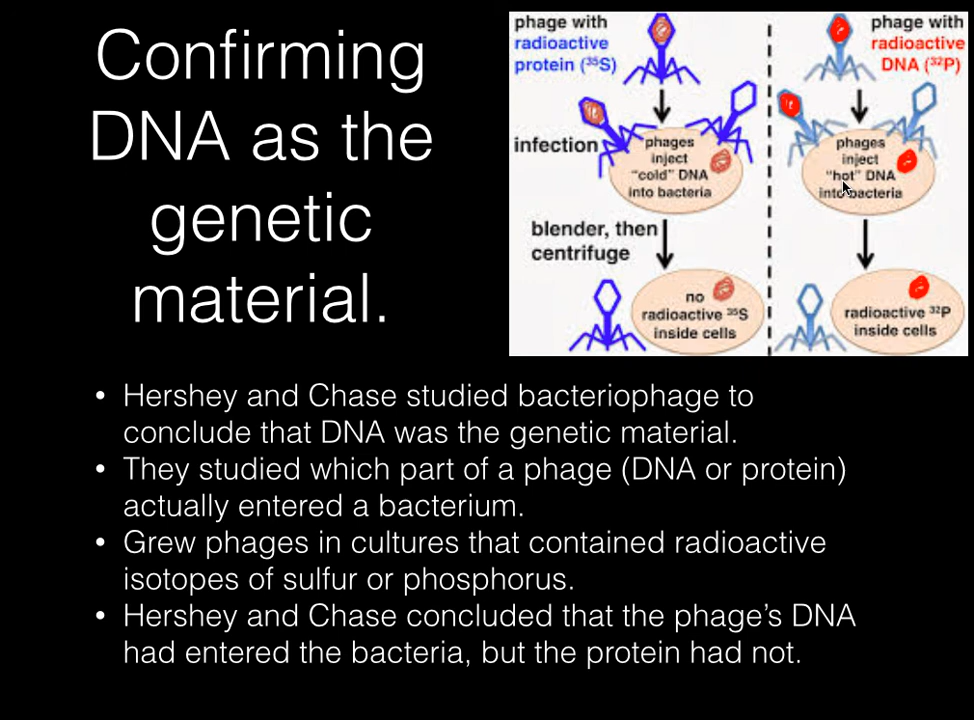 Confirming
DNA as the
genetic
material.
phage with
radioactive
protein (³⁵S)
phage with
radioactive
DNA (³²P)
infection
phages
inject
“cold” DNA
into bacteria
phages
inject
“hot” DNA
into bacteria
blender, then
centrifuge
no
radioactive ³⁵S
inside cells
radioactive ³²P
inside cells
• Hershey and Chase studied bacteriophage to
conclude that DNA was the genetic material.
• They studied which part of a phage (DNA or protein)
actually entered a bacterium.
• Grew phages in cultures that contained radioactive
isotopes of sulfur or phosphorus.
• Hershey and Chase concluded that the phage’s DNA
had entered the bacteria, but the protein had not.